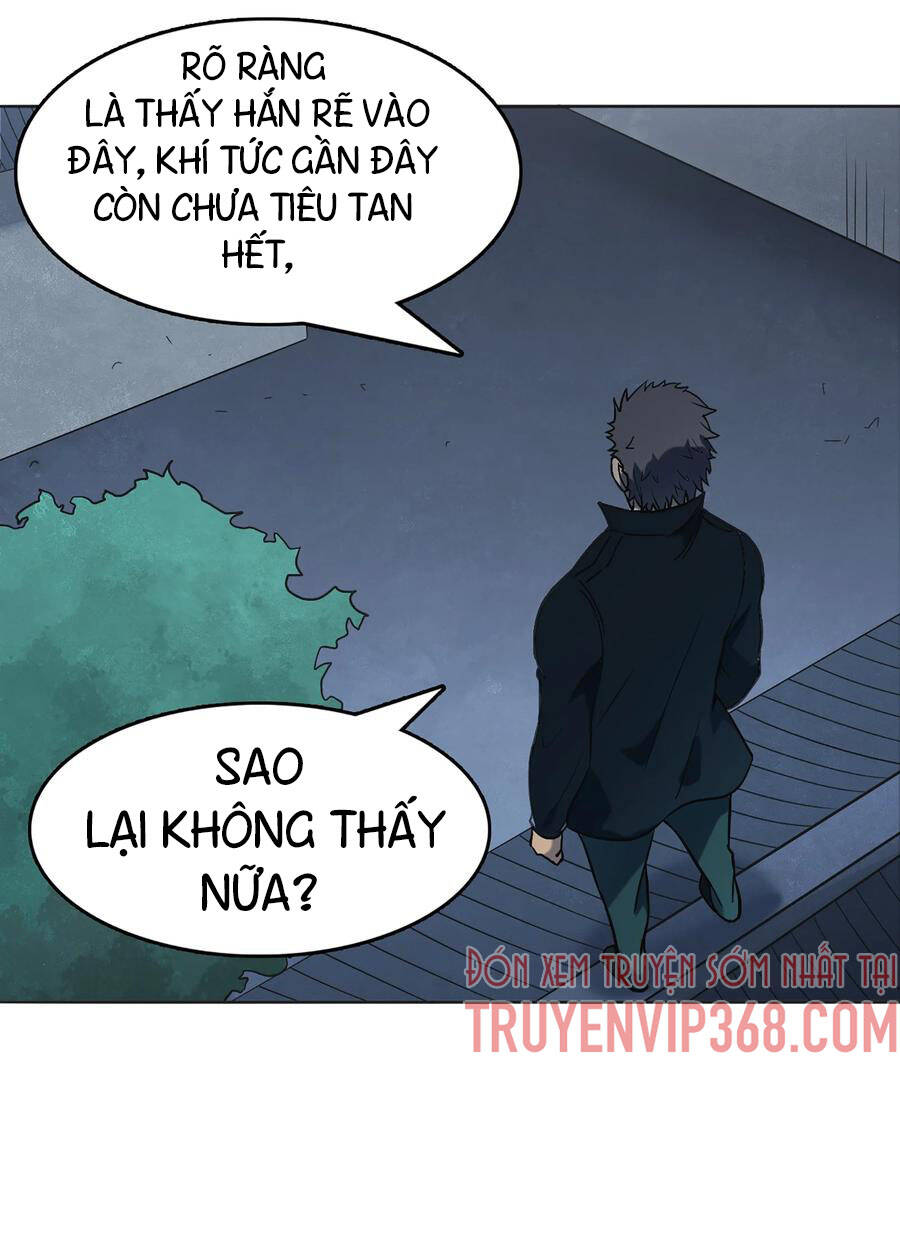 RÕ RÀNG
LÀ THẤY HẮN RẼ VÀO
ĐÂY, KHÍ TỨC GẦN ĐÂY
CÒN CHƯA TIÊU TAN
HẾT,
SAO
LẠI KHÔNG THẤY
NỮA?
ĐÓN XEM TRUYỆN SỚM NHẤT TẠI
TRUYENVIP368.COM